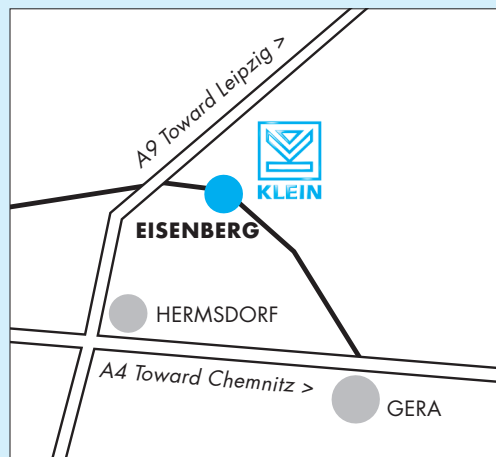 A9 Toward Leipzig >
KLEIN
EISENBERG
HERMSDORF
A4 Toward Chemnitz >
GERA